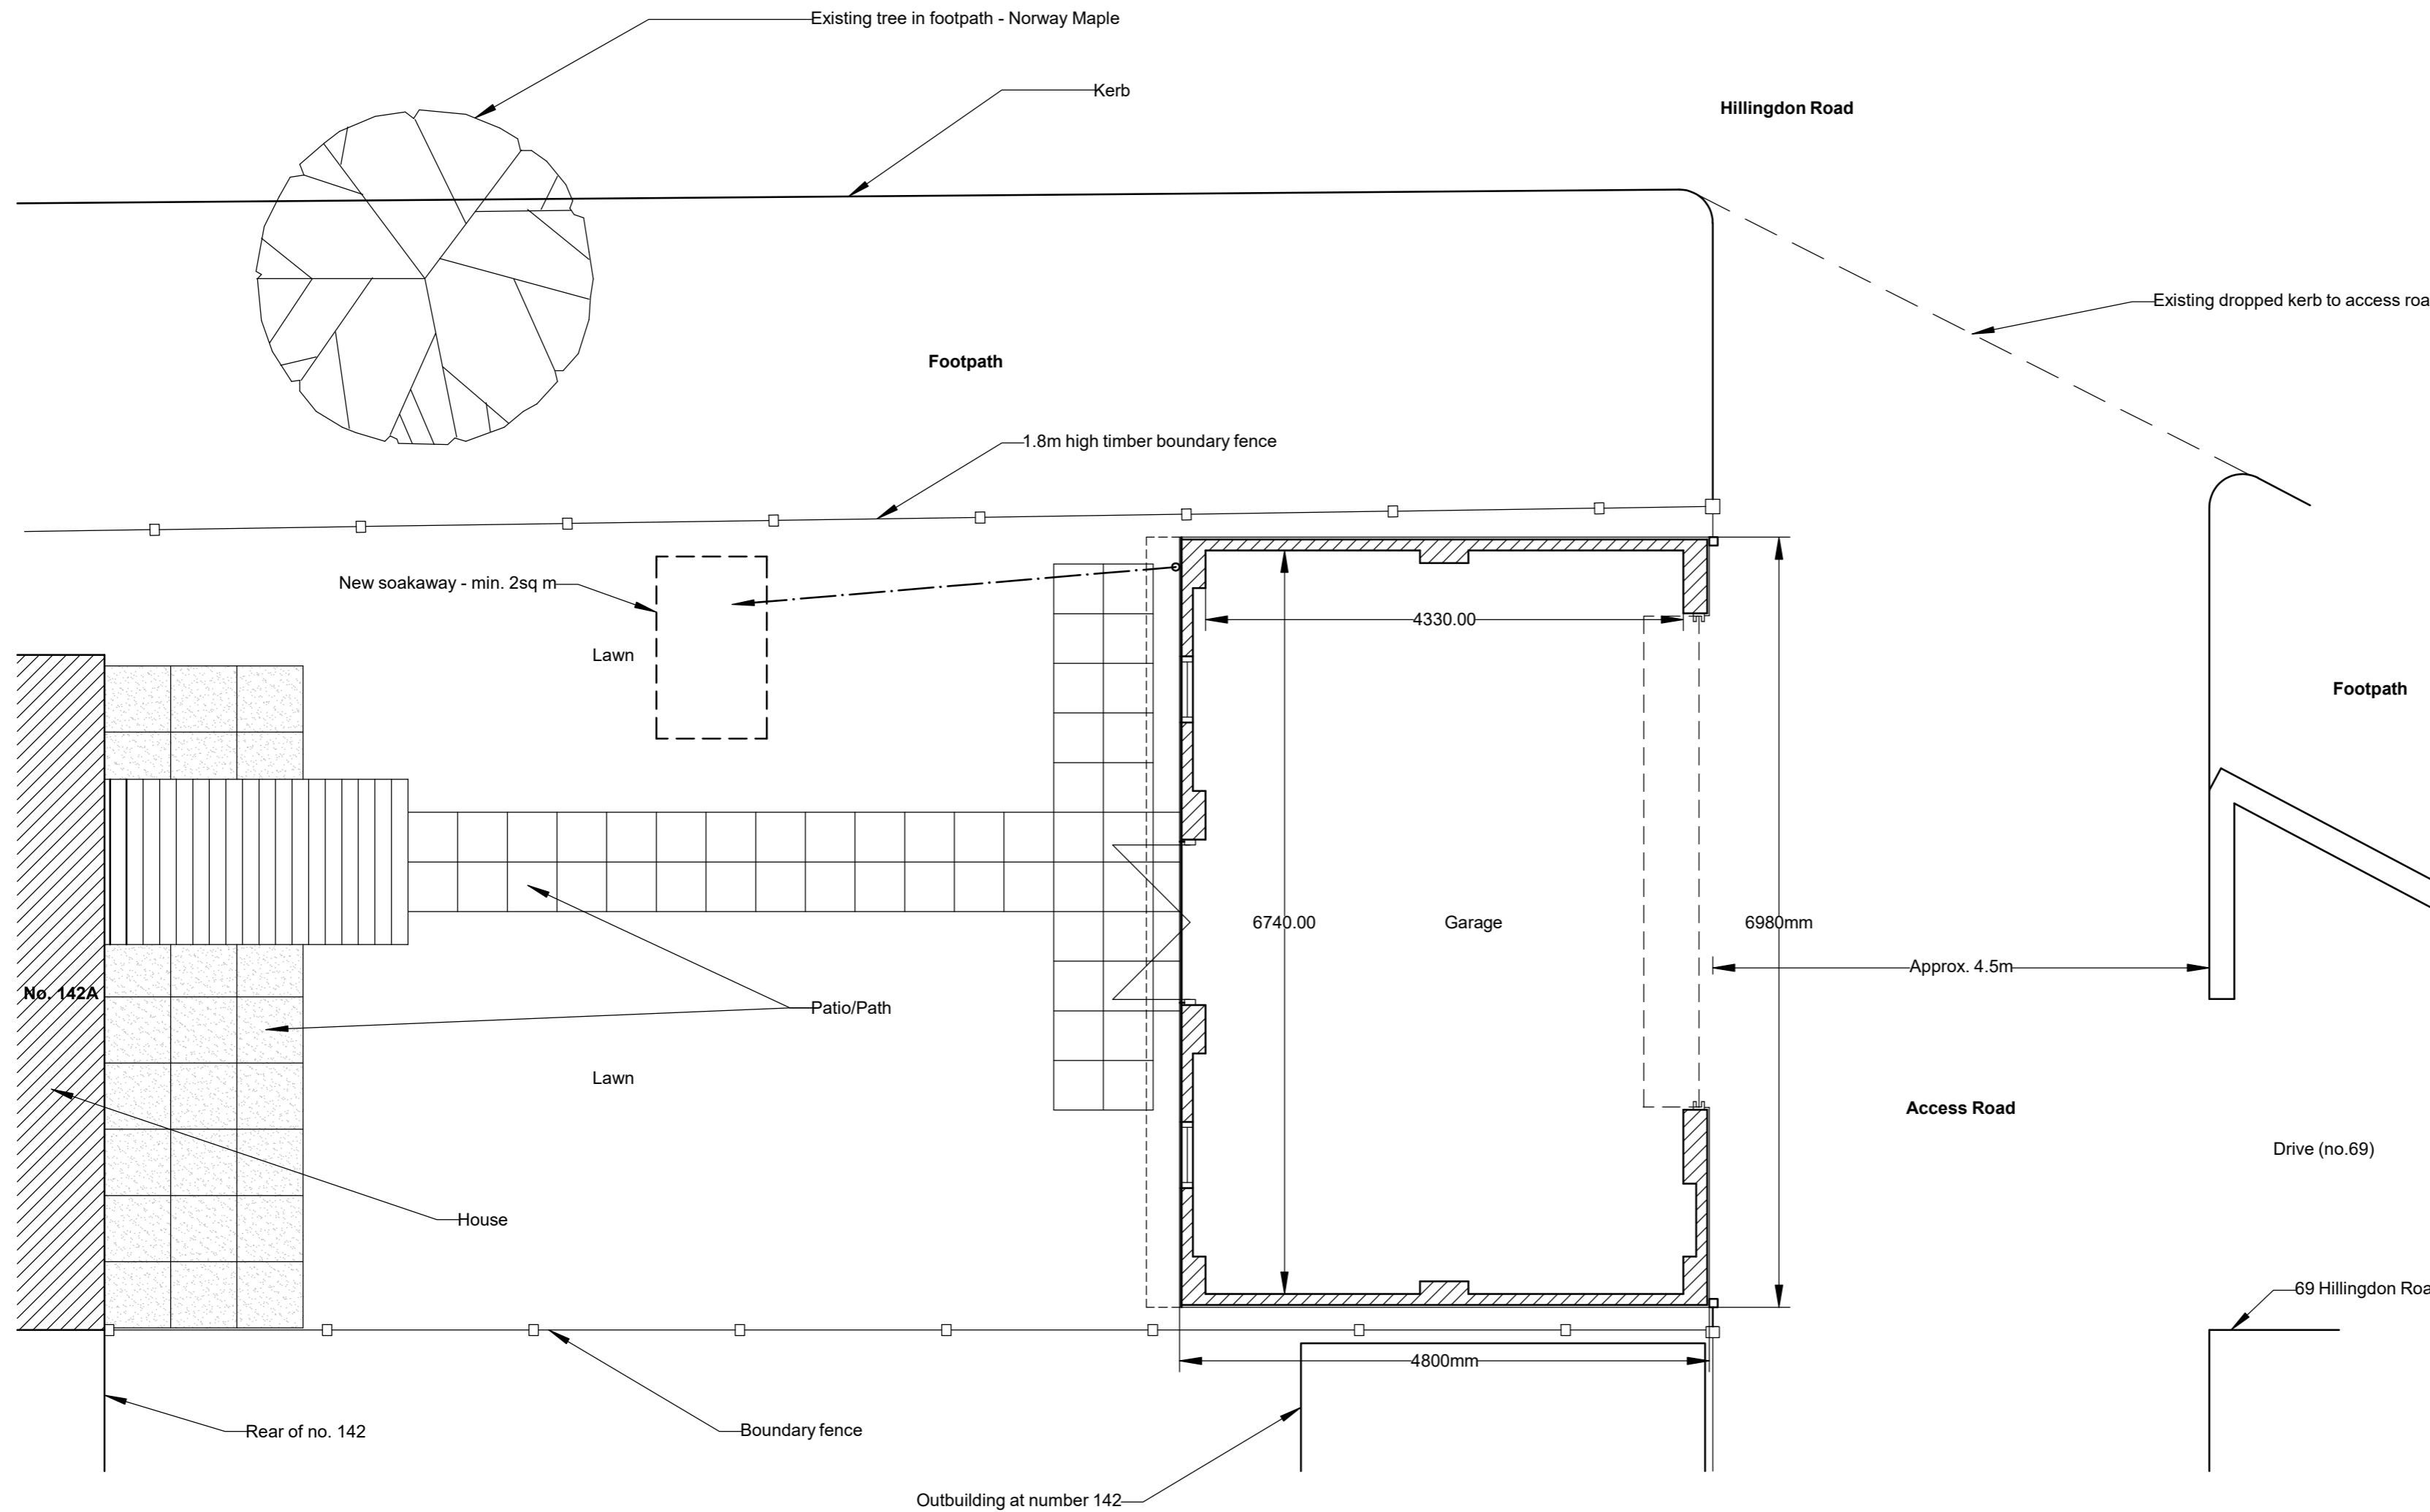 Existing tree in footpath - Norway Maple
Kerb
Hillingdon Road
Existing dropped kerb to access roa
Footpath
1.8m high timber boundary fence
New soakaway - min. 2sq m
4330.00
Lawn
Footpath
6740.00
Garage
6980mm
Approx. 4.5m
No. 142A
Patio/Path
Lawn
Access Road
Drive (no.69)
House
69 Hillingdon Roa
4800mm
Rear of no. 142
Boundary fence
Outbuilding at number 142